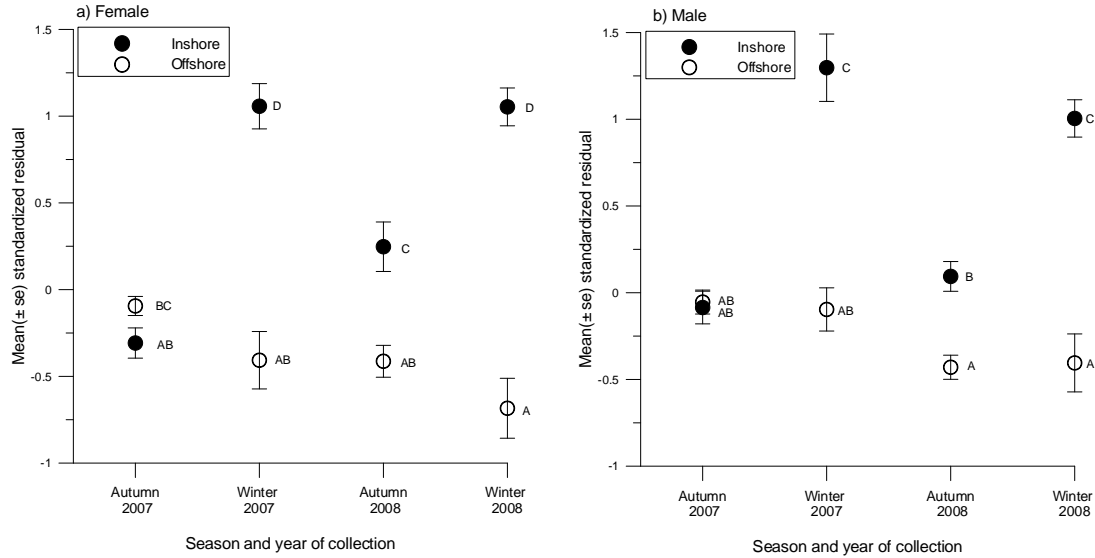 a) Female
Inshore
Offshore
1.5
1
0.5
0
-0.5
-1
Mean(± se) standardized residual
D
D
C
BC
AB
AB
AB
A
Autumn 2007
Winter 2007
Autumn 2008
Winter 2008
Season and year of collection
b) Male
Inshore
Offshore
1.5
1
0.5
0
-0.5
-1
Mean(± se) standardized residual
C
C
B
AB
AB
AB
A
A
Autumn 2007
Winter 2007
Autumn 2008
Winter 2008
Season and year of collection